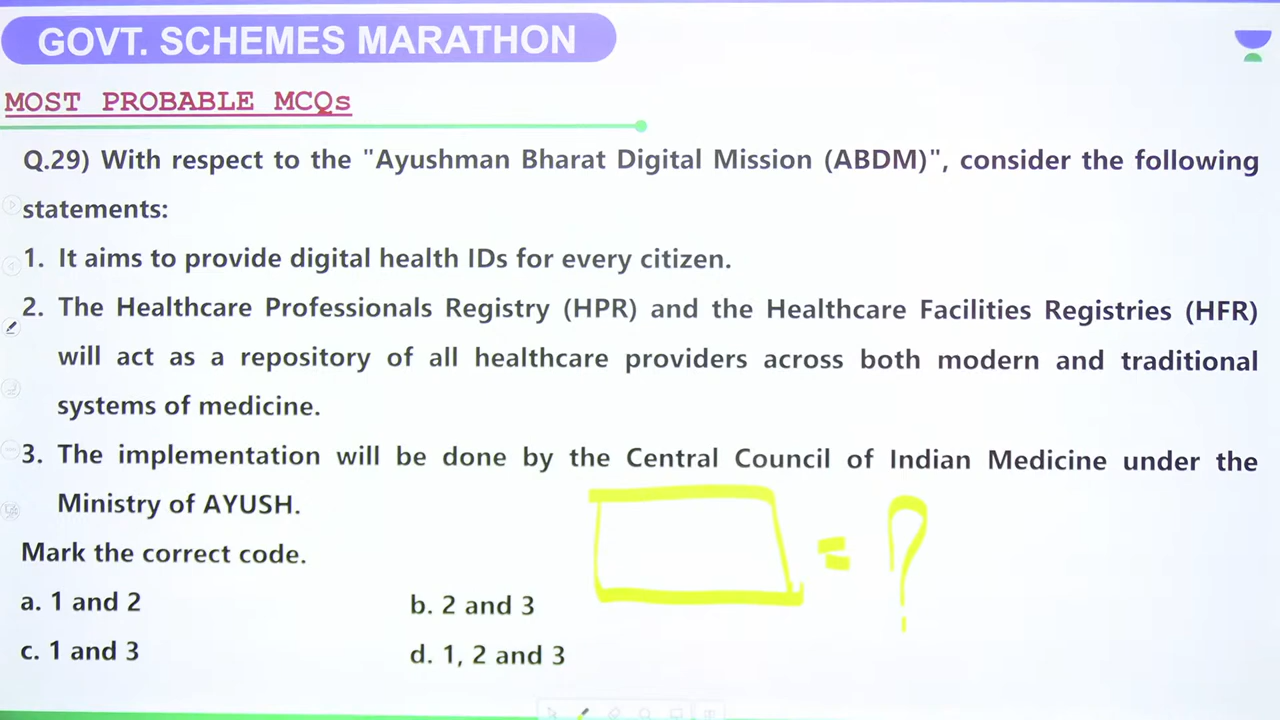 GOVT. SCHEMES MARATHON
MOST PROBABLE MCQs
Q.29) With respect to the "Ayushman Bharat Digital Mission (ABDM)", consider the following
statements:
1. It aims to provide digital health IDs for every citizen.
2. The Healthcare Professionals Registry (HPR) and the Healthcare Facilities Registries (HFR)
will act as a repository of all healthcare providers across both modern and traditional
systems of medicine.
3. The implementation will be done by the Central Council of Indian Medicine under the
Ministry of AYUSH.
= ?
Mark the correct code.
a. 1 and 2
b. 2 and 3
c. 1 and 3
d. 1, 2 and 3